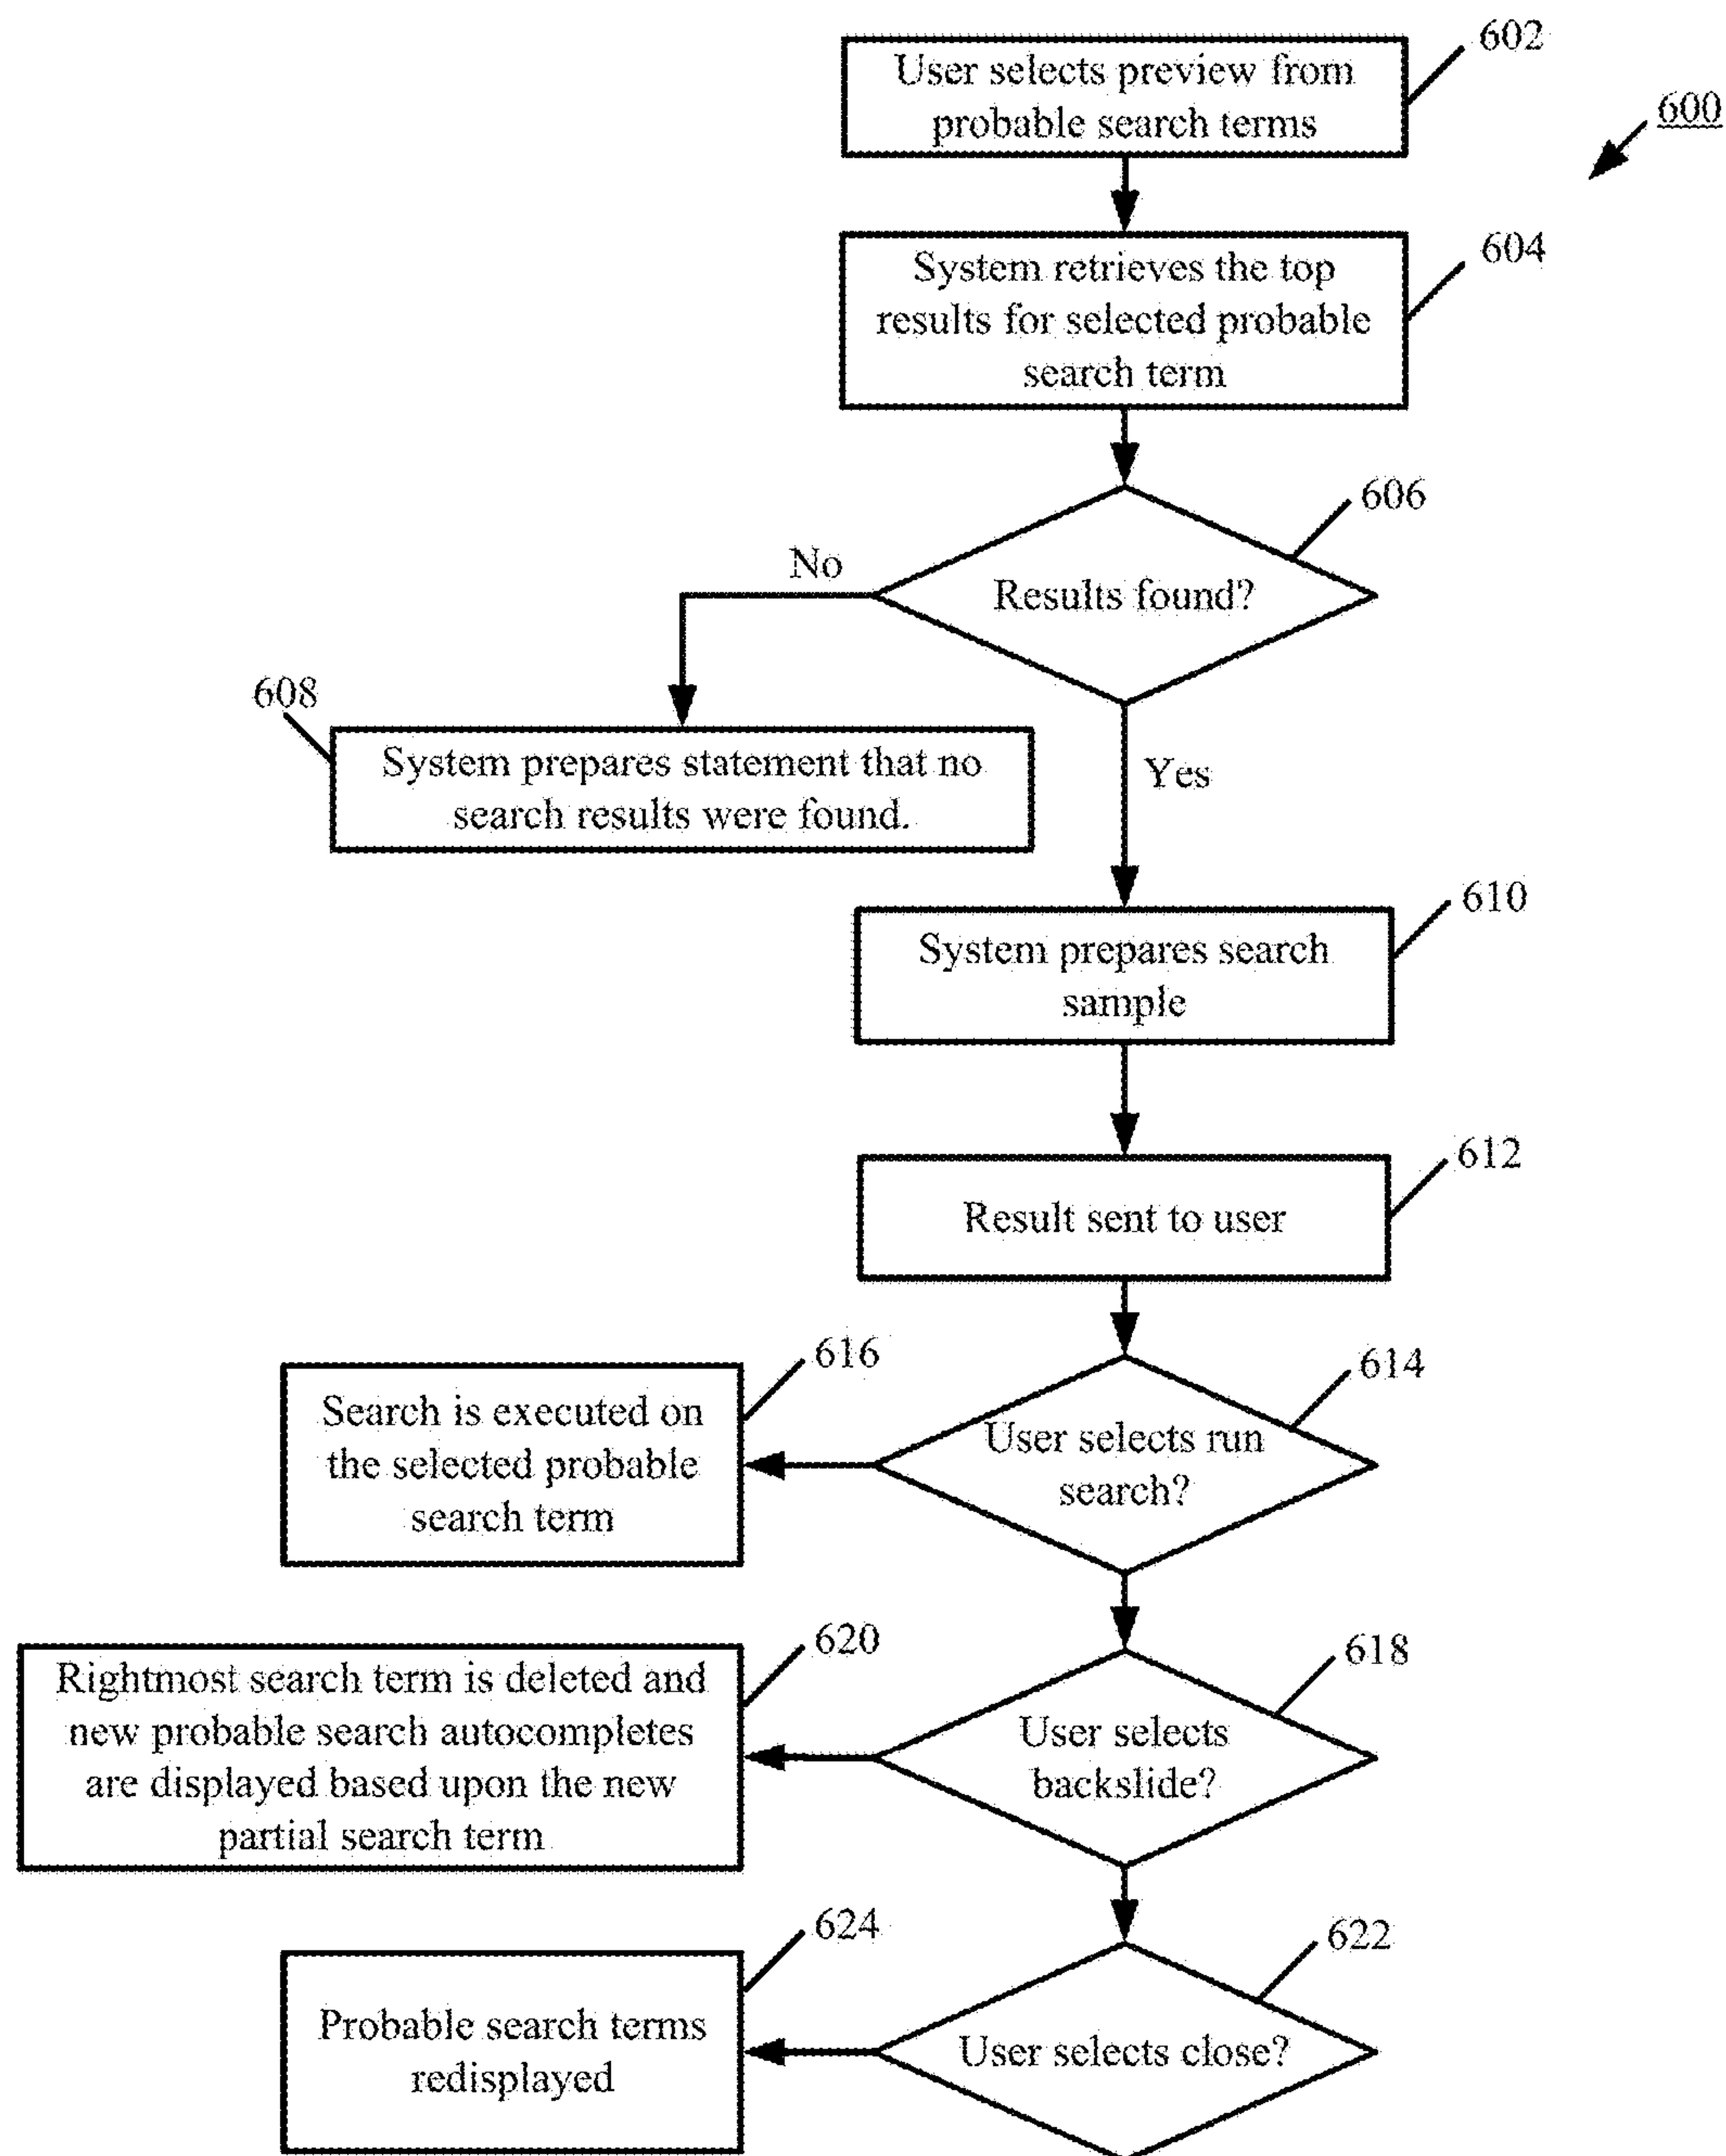 602
User selects preview from
probable search terms
600
604
System retrieves the top
results for selected probable
search term
606
Results found?
No
608
System prepares statement that no
search results were found.
Yes
610
System prepares search
sample
612
Result sent to user
616
Search is executed on
the selected probable
search term
614
User selects run
search?
620
Rightmost search term is deleted and
new probable search autocompletes
are displayed based upon the new
partial search term
618
User selects
backslide?
624
Probable search terms
redisplayed
622
User selects close?